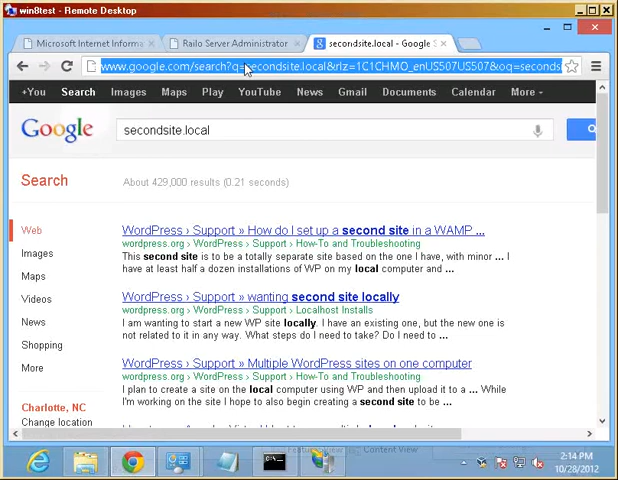 win8test - Remote Desktop
Microsoft Internet Informa
Railo Server Administrator
secondsite.local - Google S
www.google.com/search?q=secondsite.local&rlz=1C1CHMO_enUS507US507&oq=seconds
+You Search Images Maps Play YouTube News Gmail Documents Calendar More
Google
secondsite.local
Search
About 429,000 results (0.21 seconds)
Web
Images
Maps
Videos
News
Shopping
More
Charlotte, NC
Change location
WordPress › Support » How do I set up a second site in a WAMP ...
wordpress.org › WordPress › Support › How-To and Troubleshooting
This second site is to be a totally separate site based on the one I have, with minor ... I
have at least half a dozen installations of WP on my local computer and ...
WordPress › Support » wanting second site locally
wordpress.org › WordPress › Support › Localhost Installs
I am wanting to start a new WP site locally. I have an existing one, but the new one is
not related to it in any way. What steps do I need to take? Do I need to ...
WordPress › Support » Multiple WordPress sites on one computer
wordpress.org › WordPress › Support › How-To and Troubleshooting
I plan to create a site on the local computer using WP and then upload it to a ... While
I'm working on the site I hope to also begin creating a second site to be ...
Content View
2:14 PM
10/28/2012